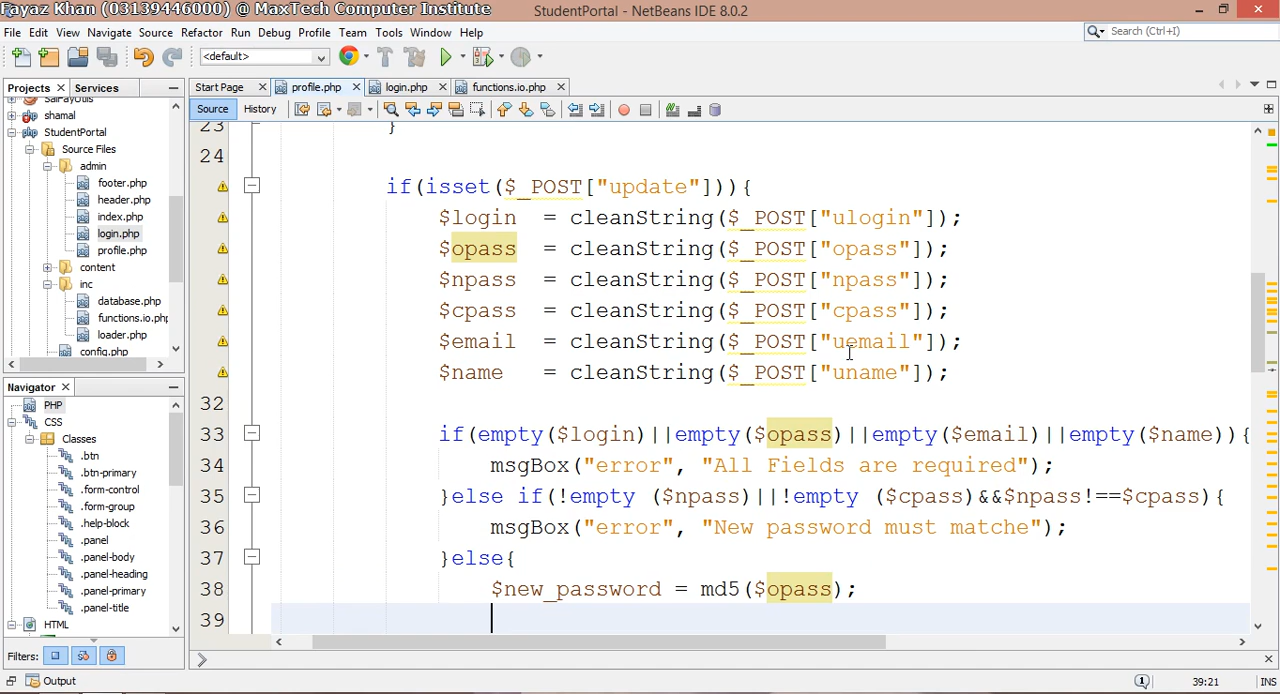 Fayaz Khan (03139446000) @ MaxTech Computer Institute
StudentPortal - NetBeans IDE 8.0.2
File Edit View Navigate Source Refactor Run Debug Profile Team Tools Window Help
Search (Ctrl+I)
<default>
Projects Services
Start Page profile.php login.php functions.io.php
Source History
SalPayUtils
shamal
StudentPortal
Source Files
admin
footer.php
header.php
index.php
login.php
profile.php
content
inc
database.php
functions.io.php
loader.php
config.php
Navigator
PHP
CSS
Classes
.btn
.btn-primary
.form-control
.form-group
.help-block
.panel
.panel-body
.panel-heading
.panel-primary
.panel-title
HTML
Filters:
Output
23 }
24
if(isset($_POST["update"])){
$login = cleanString($_POST["ulogin"]);
$opass = cleanString($_POST["opass"]);
$npass = cleanString($_POST["npass"]);
$cpass = cleanString($_POST["cpass"]);
$email = cleanString($_POST["uemail"]);
$name = cleanString($_POST["uname"]);
32
33 if(empty($login)||empty($opass)||empty($email)||empty($name)){
34 msgBox("error", "All Fields are required");
35 }else if(!empty ($npass)||!empty ($cpass)&&$npass!==$cpass){
36 msgBox("error", "New password must matche");
37 }else{
38 $new_password = md5($opass);
39
1 39:21 INS